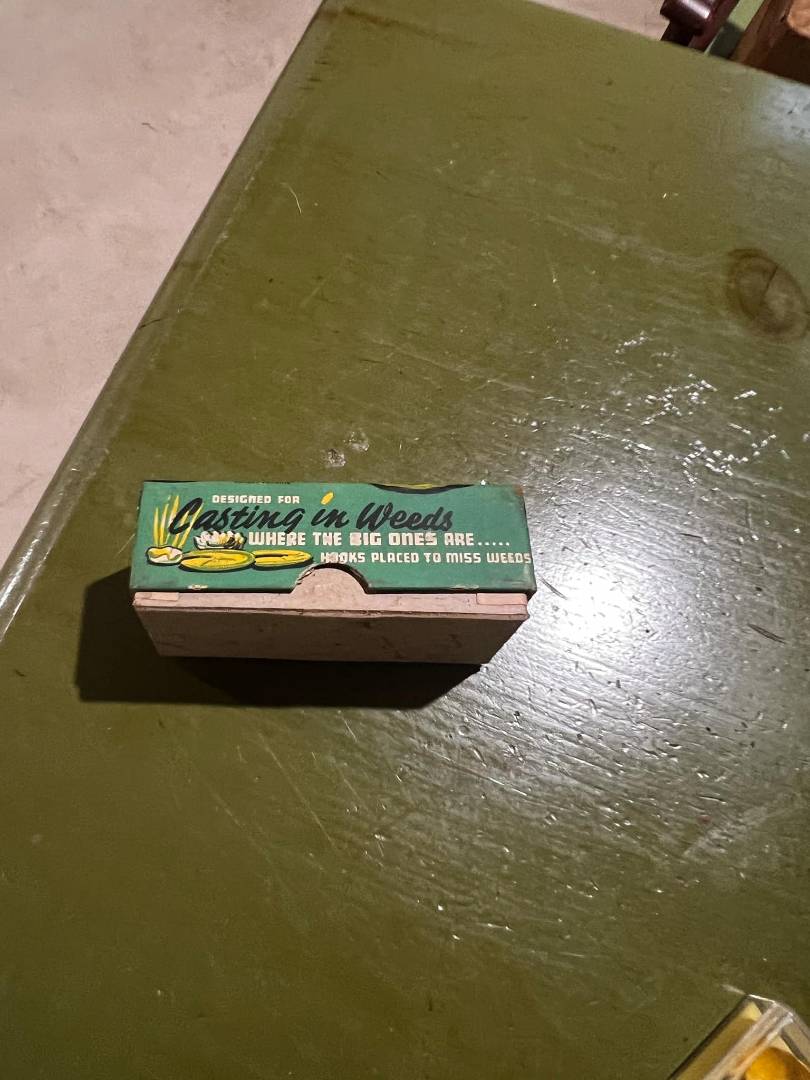 DESIGNED FOR
Casting in Weeds
WHERE THE BIG ONES ARE.....
HOOKS PLACED TO MISS WEEDS